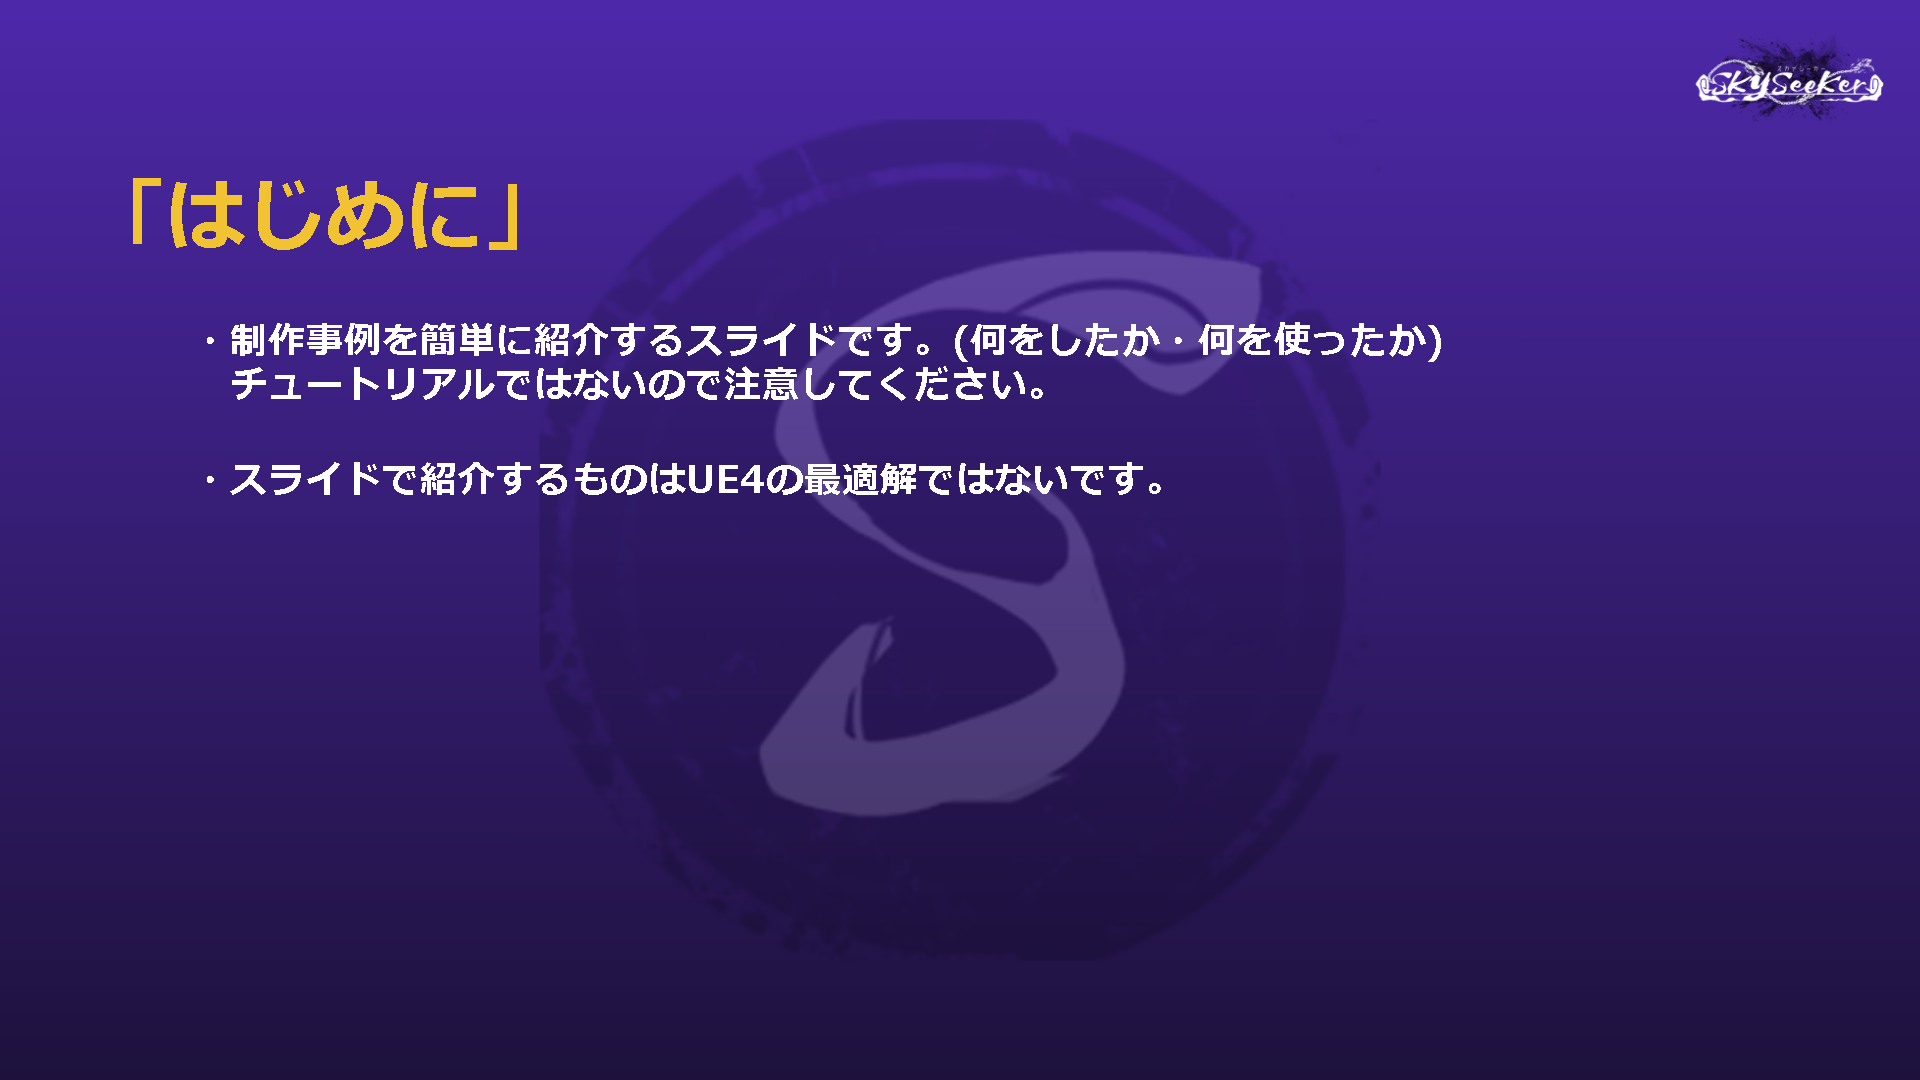 SkySeeker
「はじめに」
・制作事例を簡単に紹介するスライドです。(何をしたか・何を使ったか)
チュートリアルではないので注意してください。
・スライドで紹介するものはUE4の最適解ではないです。